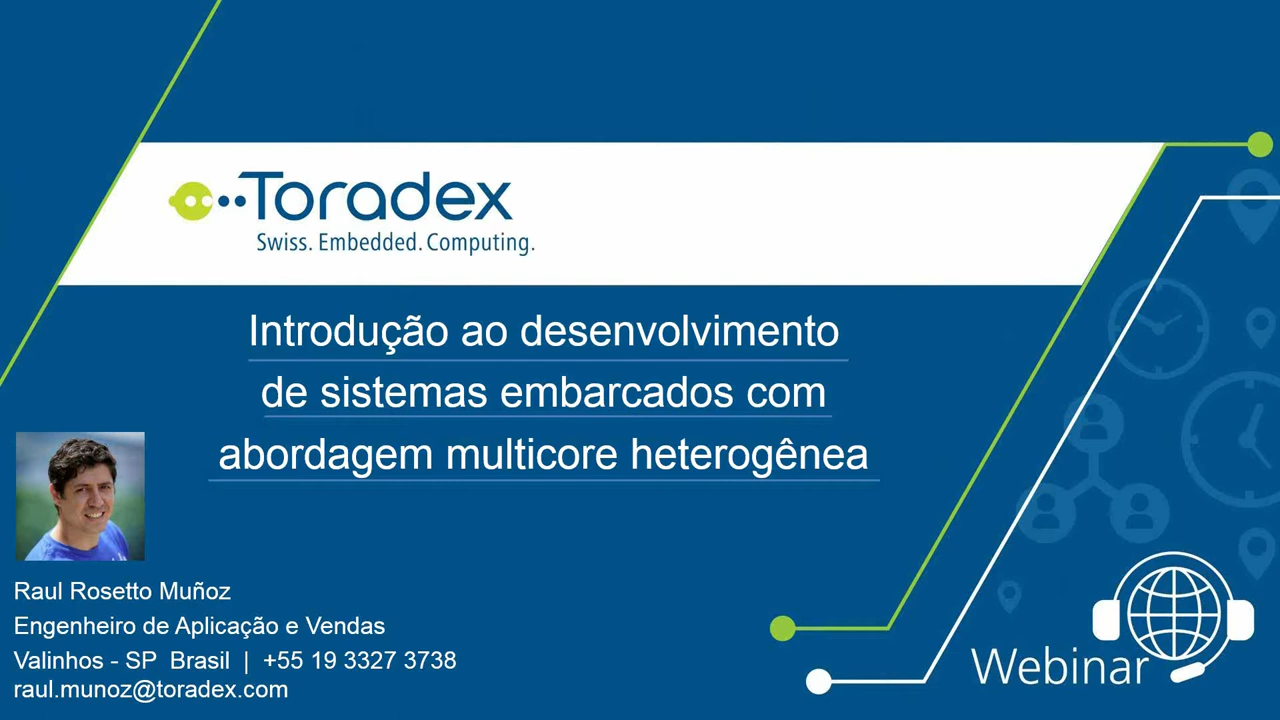 Toradex
Swiss. Embedded. Computing.
Introdução ao desenvolvimento
de sistemas embarcados com
abordagem multicore heterogênea
Raul Rosetto Muñoz
Engenheiro de Aplicação e Vendas
Valinhos - SP Brasil | +55 19 3327 3738
raul.munoz@toradex.com
Webinar